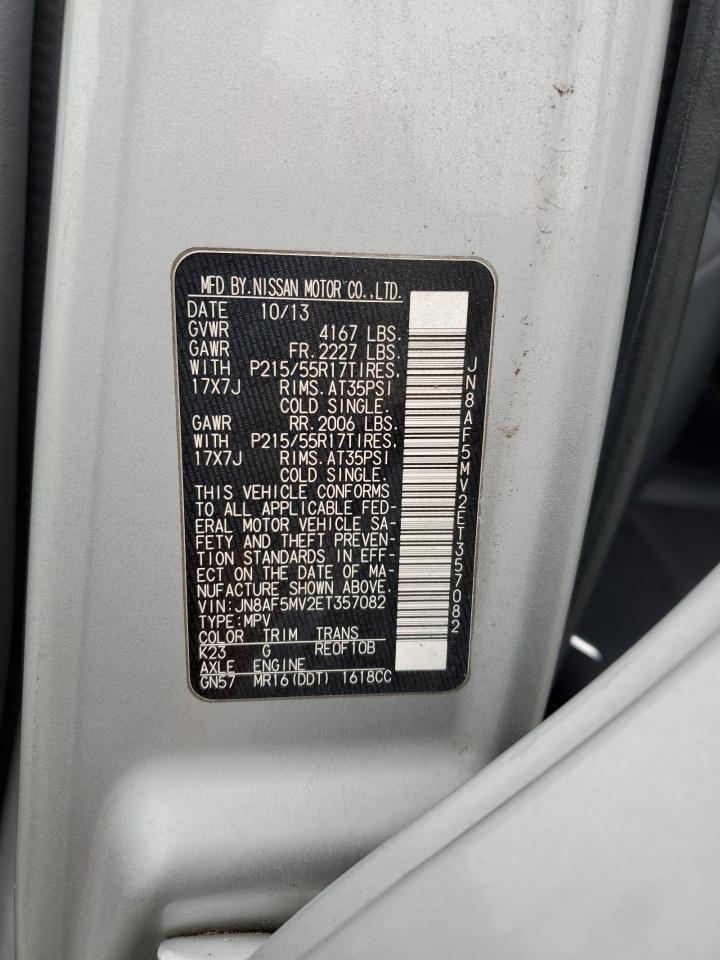 MFD BY.NISSAN MOTOR CO.,LTD.
DATE 10/13
GVWR 4167 LBS.
GAWR FR.2227 LBS.
WITH P215/55R17TIRES,
17X7J RIMS.AT35PSI
COLD SINGLE.
GAWR RR.2006 LBS.
WITH P215/55R17TIRES,
17X7J RIMS.AT35PSI
COLD SINGLE.
THIS VEHICLE CONFORMS
TO ALL APPLICABLE FED-
ERAL MOTOR VEHICLE SA-
FETY AND THEFT PREVEN-
TION STANDARDS IN EFF-
ECT ON THE DATE OF MA-
NUFACTURE SHOWN ABOVE.
VIN:JN8AF5MV2ET357082
TYPE:MPV
COLOR TRIM TRANS
K23 G RE0F10B
AXLE ENGINE
GN57 MR16(DDT) 1618CC
JN8AF5MV2ET357082